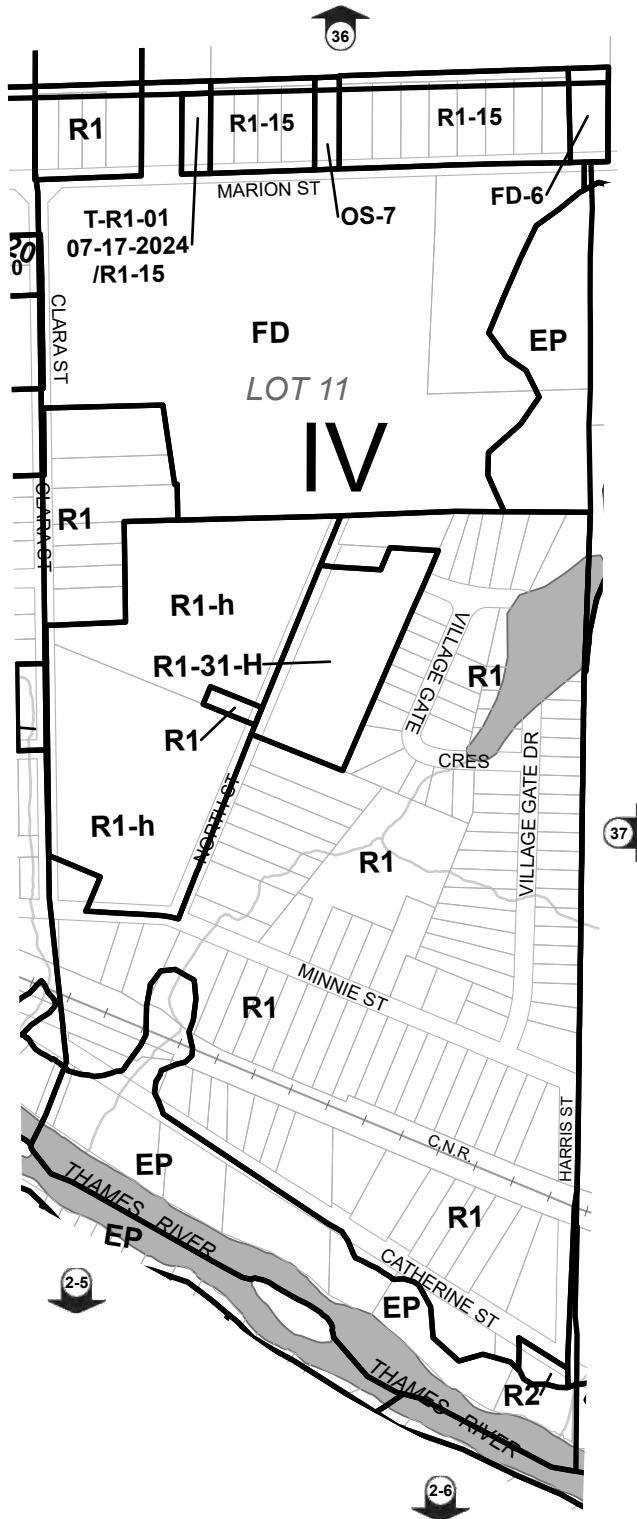 36
R1
R1-15
R1-15
MARION ST
FD-6
T-R1-01
07-17-2024
/R1-15
OS-7
20
0
CLARA ST
FD
EP
LOT 11
IV
CLARA ST
R1
R1-h
VILLAGE GATE
R1-31-H
R1
R1
CRES
VILLAGE GATE DR
NORTH ST
R1-h
37
R1
MINNIE ST
R1
HARRIS ST
C.N.R.
EP
THAMES RIVER
R1
EP
CATHERINE ST
2-5
EP
THAMES RIVER
R2
2-6